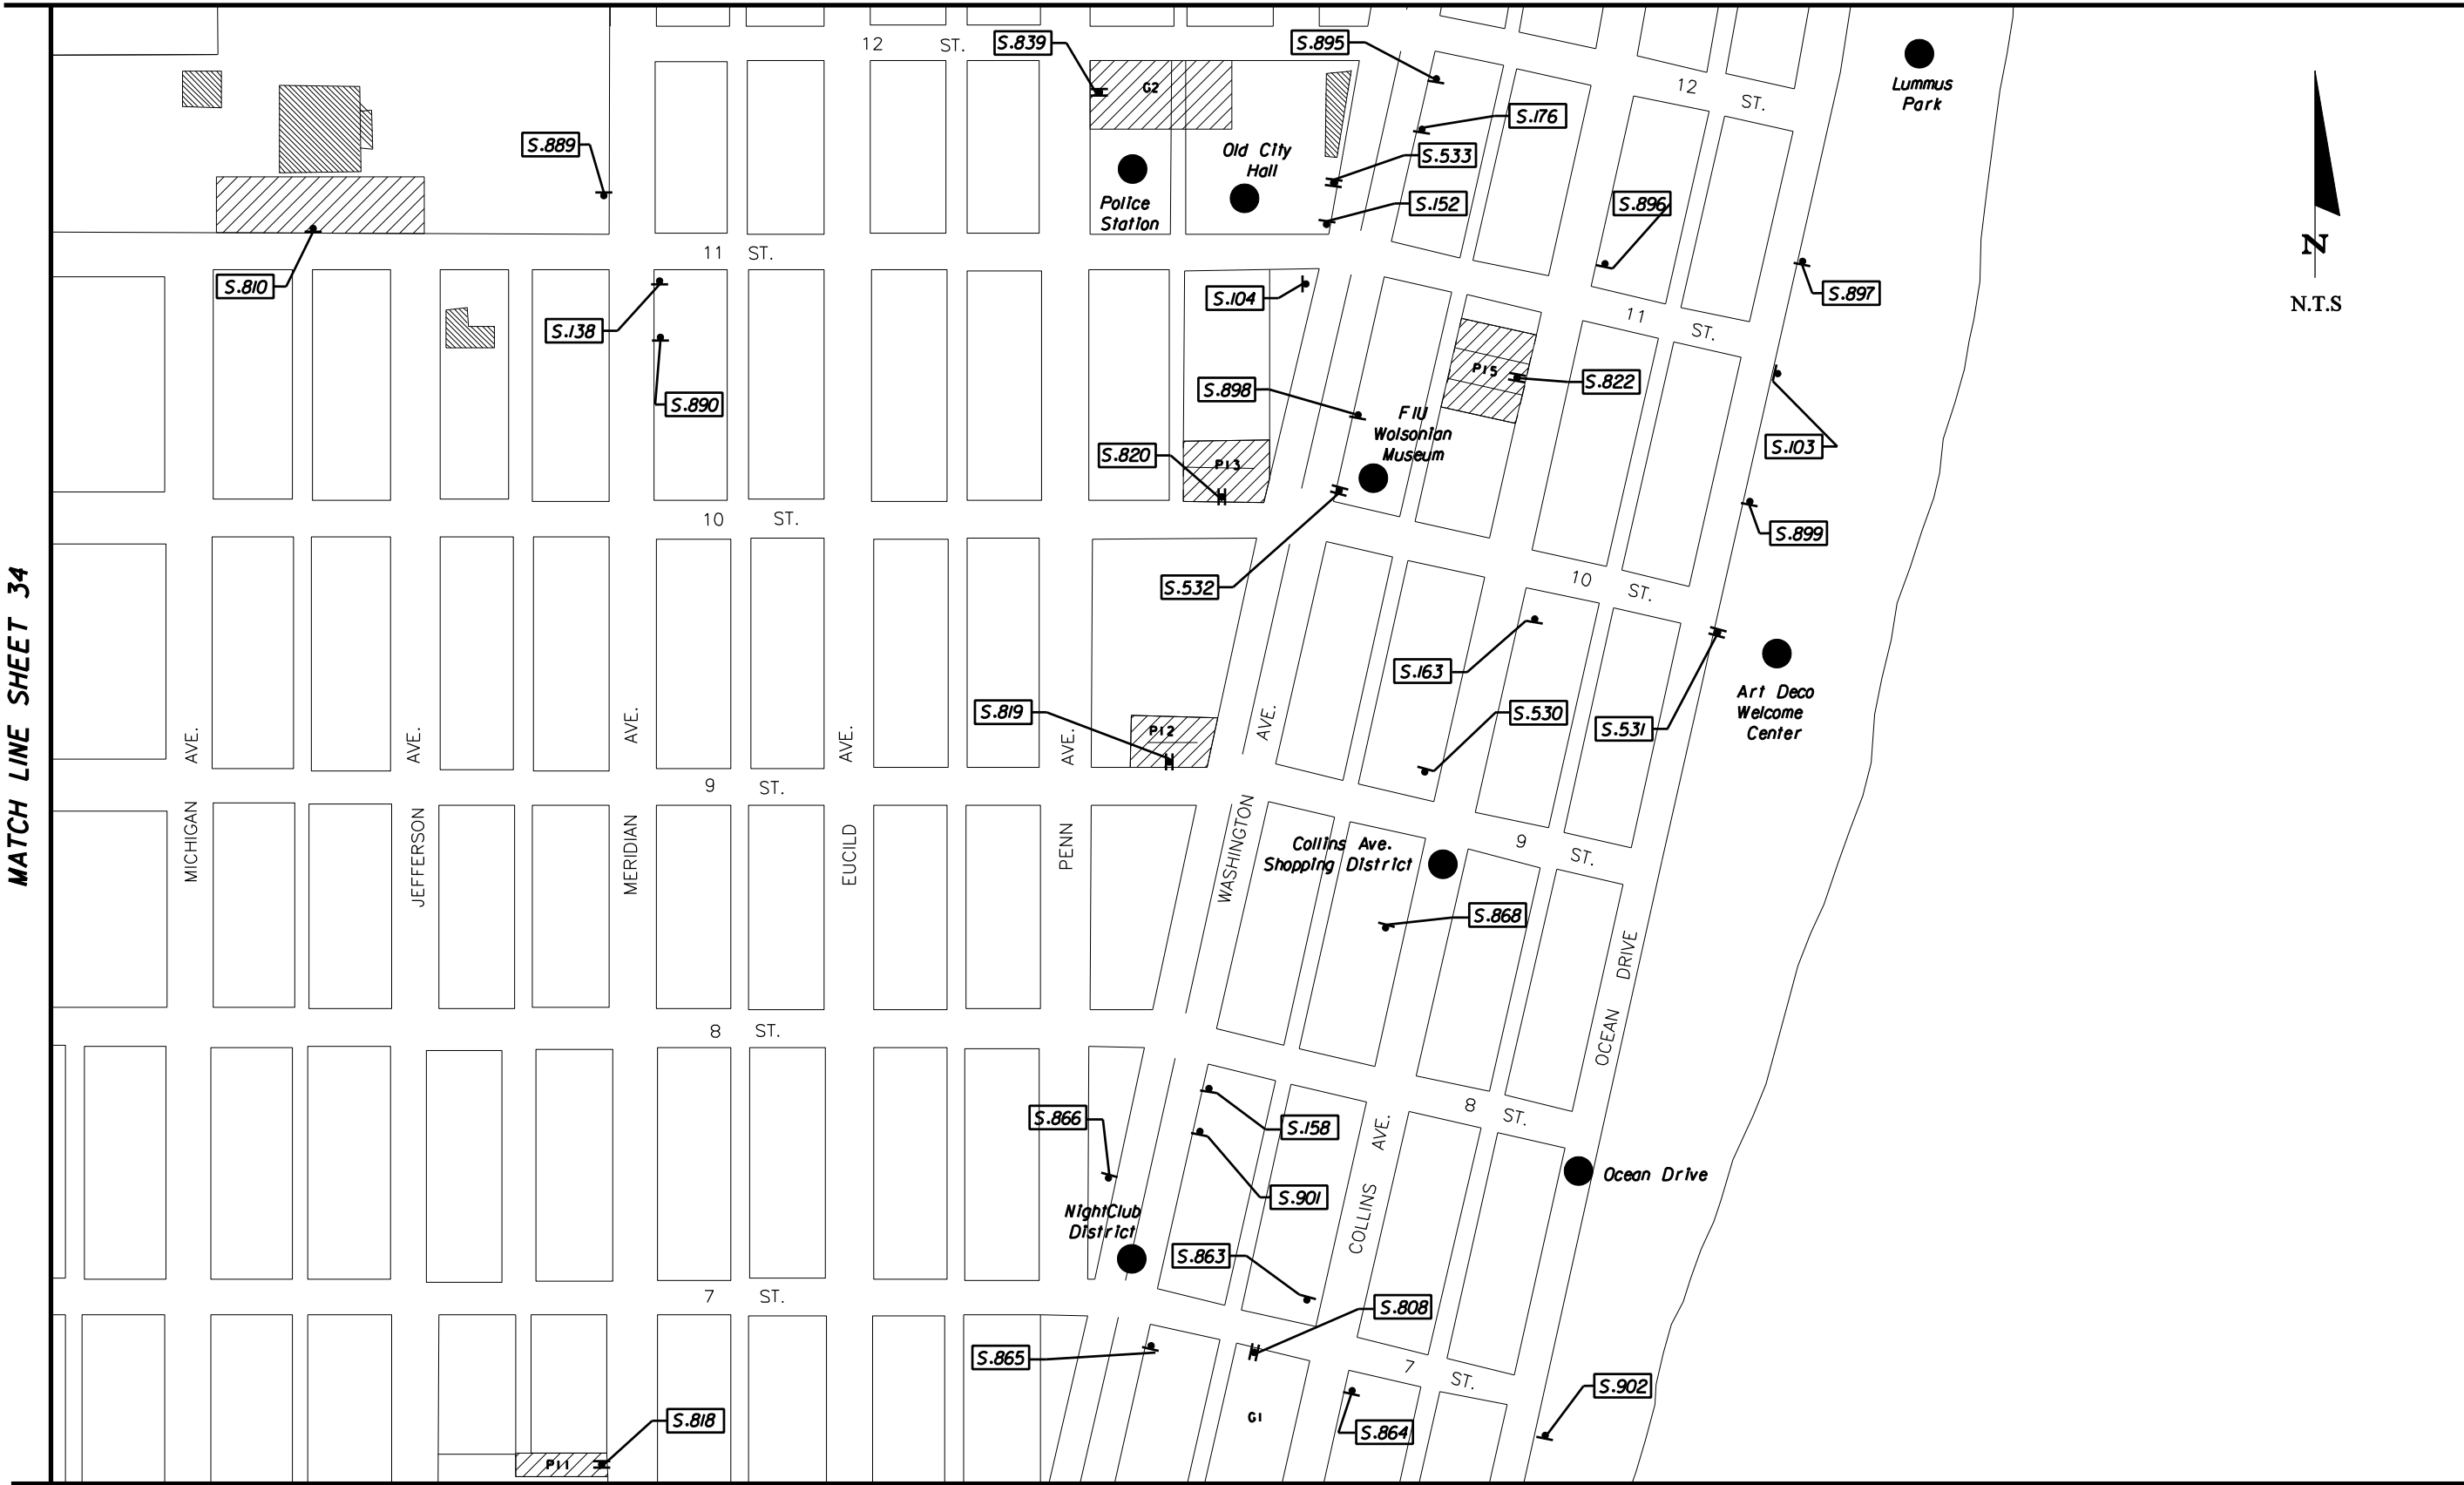 12 ST.
S.839
G2
S.895
12 ST.
Lummus
Park
S.889
S.176
S.533
Old City
Hall
S.152
Police
Station
S.896
N
N.T.S
11 ST.
S.810
S.138
S.104
S.897
11 ST.
S.890
S.898
P15
S.822
FIU
Wolsonian
Museum
S.103
S.820
P13
10 ST.
S.899
S.532
10 ST.
MATCH LINE SHEET 34
S.163
S.819
P12
S.530
S.531
Art Deco
Welcome
Center
MICHIGAN AVE.
JEFFERSON AVE.
MERIDIAN AVE.
EUCILD AVE.
PENN AVE.
WASHINGTON AVE.
9 ST.
9 ST.
Collins Ave.
Shopping District
S.868
OCEAN DRIVE
8 ST.
8 ST.
S.866
S.158
COLLINS AVE.
Ocean Drive
S.901
NightClub
District
S.863
7 ST.
S.808
S.865
7 ST.
S.902
G1
S.864
S.818
P11